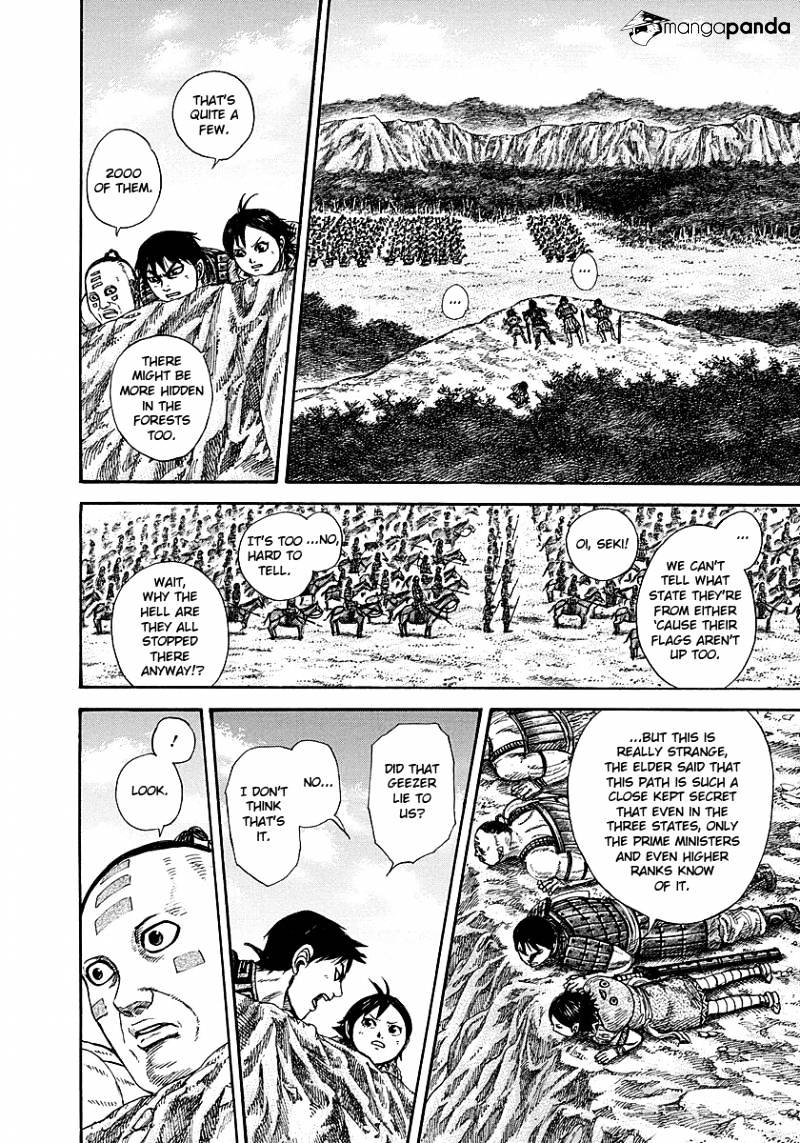 mangapanda
...
...
THAT'S
QUITE A
FEW.
2000
OF THEM.
THERE
MIGHT BE
MORE HIDDEN
IN THE
FORESTS
TOO.
...
WE CAN'T
TELL WHAT
STATE THEY'RE
FROM EITHER
'CAUSE THEIR
FLAGS AREN'T
UP TOO.
OI, SEKI!
...NO,
IT'S TOO
HARD TO
TELL.
WAIT,
WHY THE
HELL ARE
THEY ALL
STOPPED
THERE
ANYWAY!?
...BUT THIS IS
REALLY STRANGE,
THE ELDER SAID THAT
THIS PATH IS SUCH A
CLOSE KEPT SECRET
THAT EVEN IN THE
THREE STATES, ONLY
THE PRIME MINISTERS
AND EVEN HIGHER
RANKS KNOW
OF IT.
DID THAT
GEEZER
LIE TO
US?
NO...
I DON'T
THINK
THAT'S
IT.
!
LOOK.